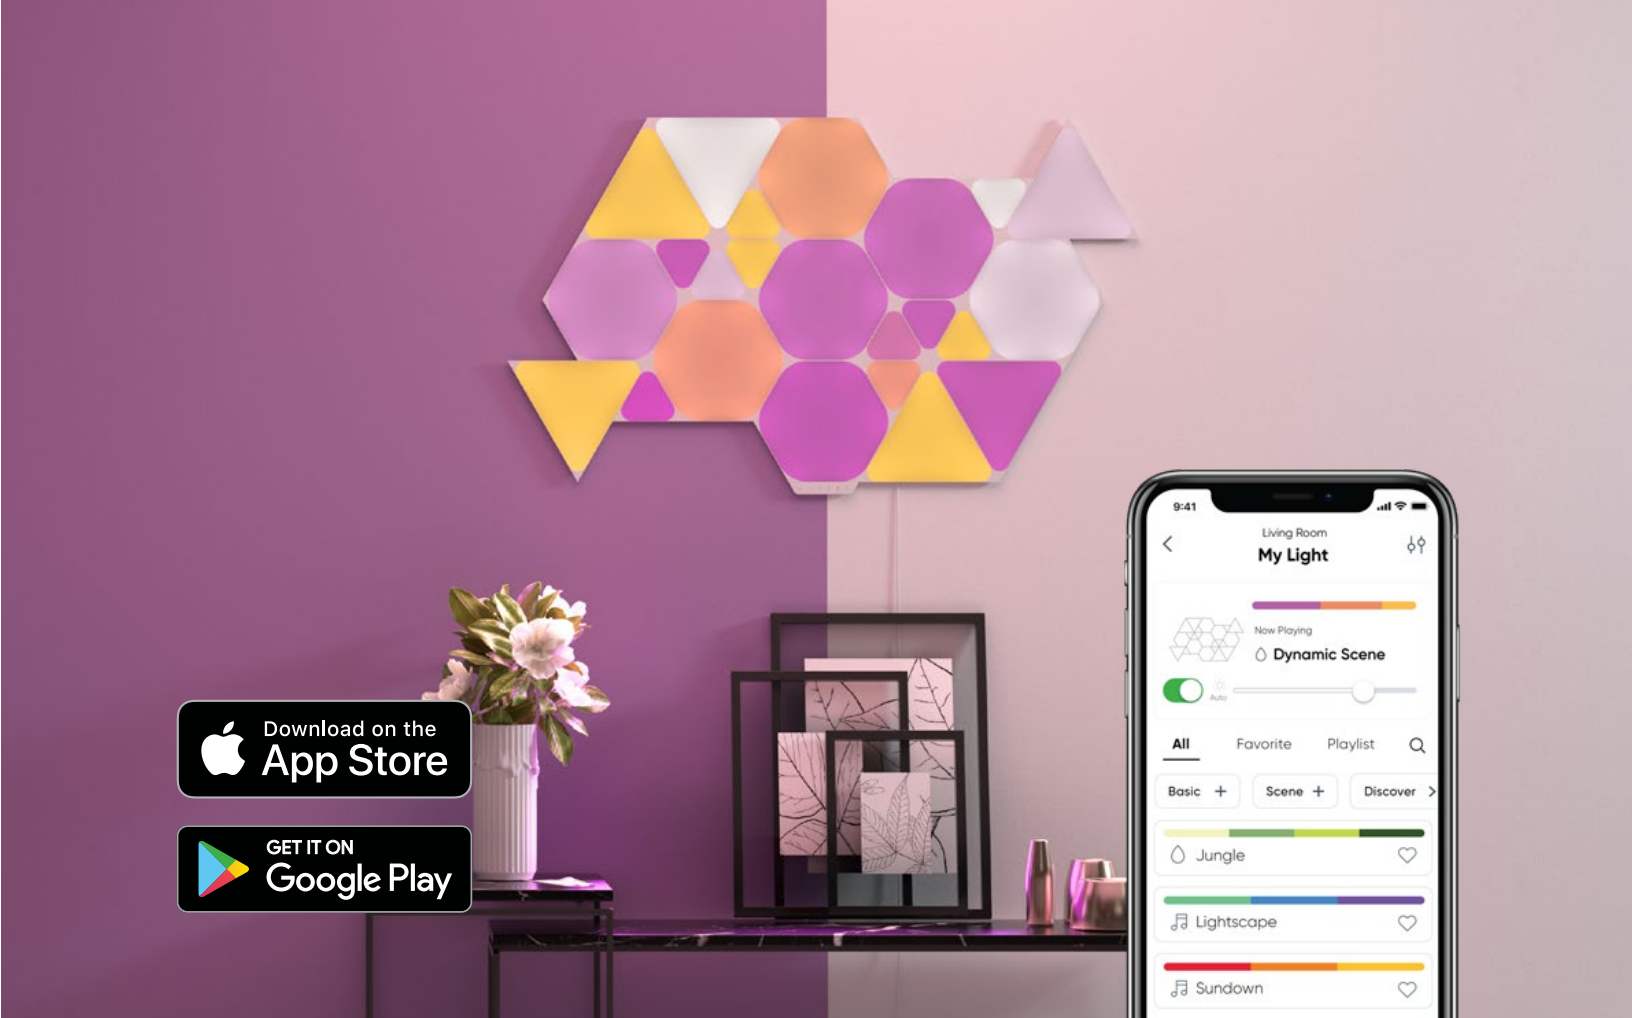 Download on the
App Store
GET IT ON
Google Play
9:41
Living Room
My Light
Now Playing
Dynamic Scene
Auto
All Favorite Playlist
Basic + Scene + Discover >
Jungle
Lightscape
Sundown